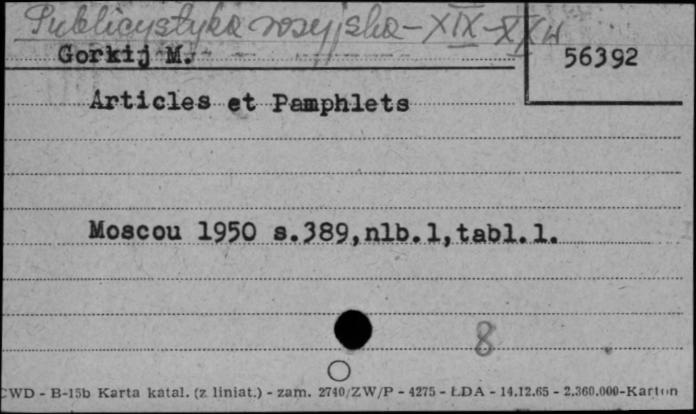 Publicystyka rosyjska - XIX-XX w
Gorkij M.
56392
Articles et Pamphlets
Moscou 1950 s.389,nlb.1,tabl.1.
8
CWD - B-15b Karta katal. (z liniat.) - zam. 2740/ZW/P - 4275 - ŁDA - 14.12.65 - 2.360.000-Karton